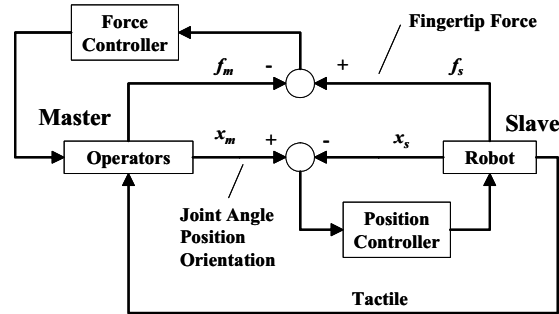 Force
Controller
Fingertip Force
f_m
-
+
f_s
Master
Slave
Operators
x_m
+
-
x_s
Robot
Joint Angle
Position
Orientation
Position
Controller
Tactile